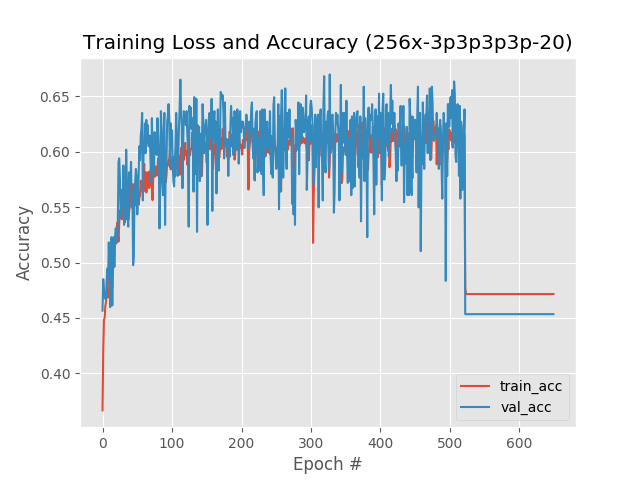 Training Loss and Accuracy (256x-3p3p3p3p-20)
0.65
0.60
0.55
0.50
0.45
0.40
Accuracy
train_acc
val_acc
0 100 200 300 400 500 600
Epoch #